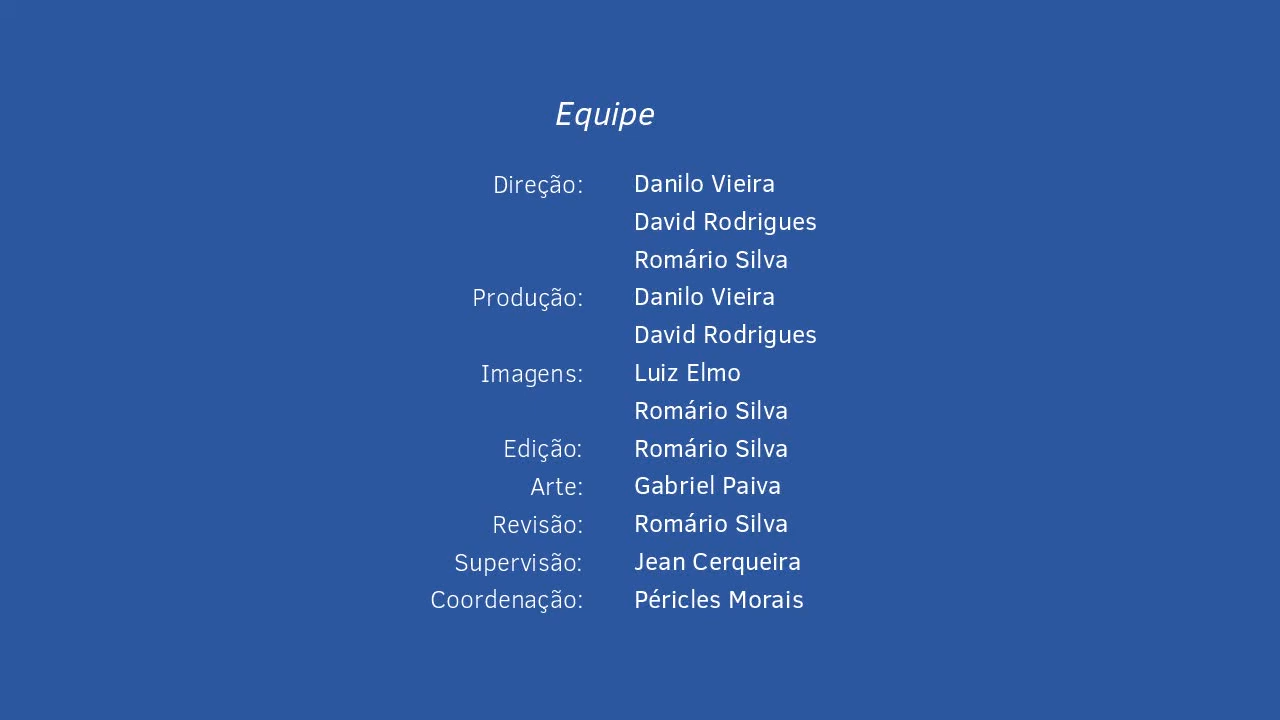 Equipe
Direção: Danilo Vieira
David Rodrigues
Romário Silva
Produção: Danilo Vieira
David Rodrigues
Imagens: Luiz Elmo
Romário Silva
Edição: Romário Silva
Arte: Gabriel Paiva
Revisão: Romário Silva
Supervisão: Jean Cerqueira
Coordenação: Péricles Morais